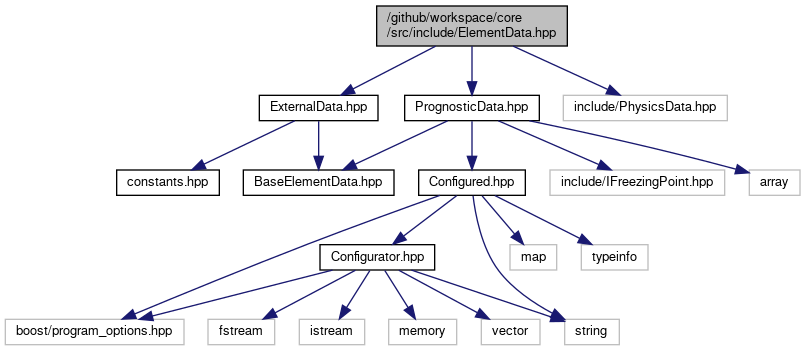 /github/workspace/core
/src/include/ElementData.hpp
ExternalData.hpp
PrognosticData.hpp
include/PhysicsData.hpp
constants.hpp
BaseElementData.hpp
Configured.hpp
include/IFreezingPoint.hpp
array
Configurator.hpp
map
typeinfo
boost/program_options.hpp
fstream
istream
memory
vector
string